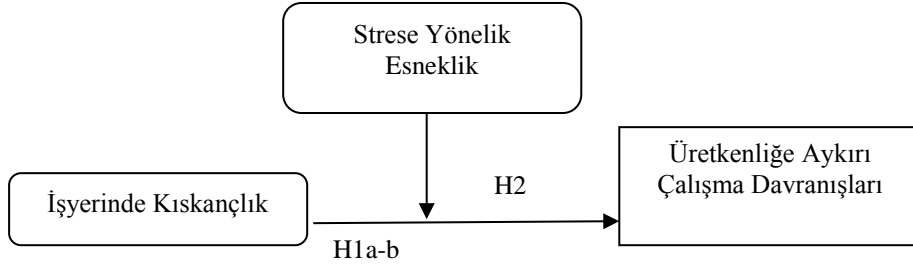 Strese Yönelik
Esneklik
Üretkenliğe Aykırı
Çalışma Davranışları
H2
İşyerinde Kıskançlık
H1a-b